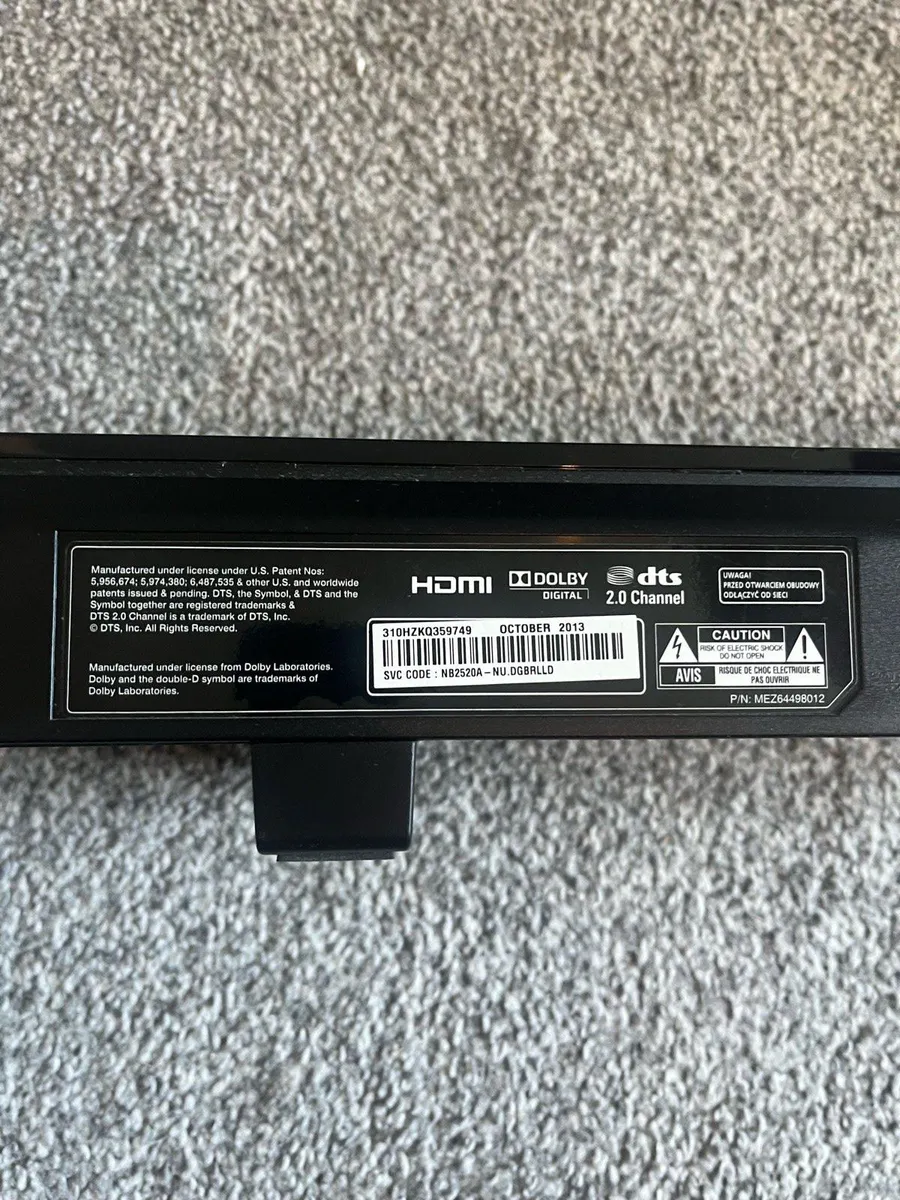 Manufactured under license under U.S. Patent Nos:
5,956,674; 5,974,380; 6,487,535 & other U.S. and worldwide
patents issued & pending. DTS, the Symbol, & DTS and the
Symbol together are registered trademarks &
DTS 2.0 Channel is a trademark of DTS, Inc.
© DTS, Inc. All Rights Reserved.
Manufactured under license from Dolby Laboratories.
Dolby and the double-D symbol are trademarks of
Dolby Laboratories.
HDMI
DOLBY
DIGITAL
dts
2.0 Channel
UWAGA!
PRZED OTWARCIEM OBUDOWY
ODŁĄCZYĆ OD SIECI
310HZKQ359749 OCTOBER 2013
SVC CODE : NB2520A-NU.DGBRLLD
CAUTION
RISK OF ELECTRIC SHOCK
DO NOT OPEN
AVIS
RISQUE DE CHOC ELECTRIQUE NE
PAS OUVRIR
P/N: MEZ64498012